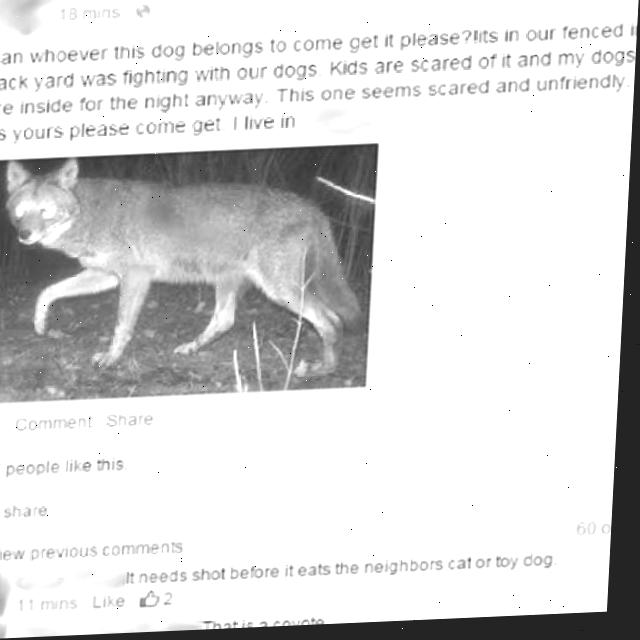 18 mins
an whoever this dog belongs to come get it please?Iits in our fenced i
ack yard was fighting with our dogs. Kids are scared of it and my dogs
e inside for the night anyway. This one seems scared and unfriendly.
s yours please come get I live in
Comment Share
people like this.
share.
iew previous comments
60 o
It needs shot before it eats the neighbors cat or toy dog.
11 mins Like 2
That is a coyote